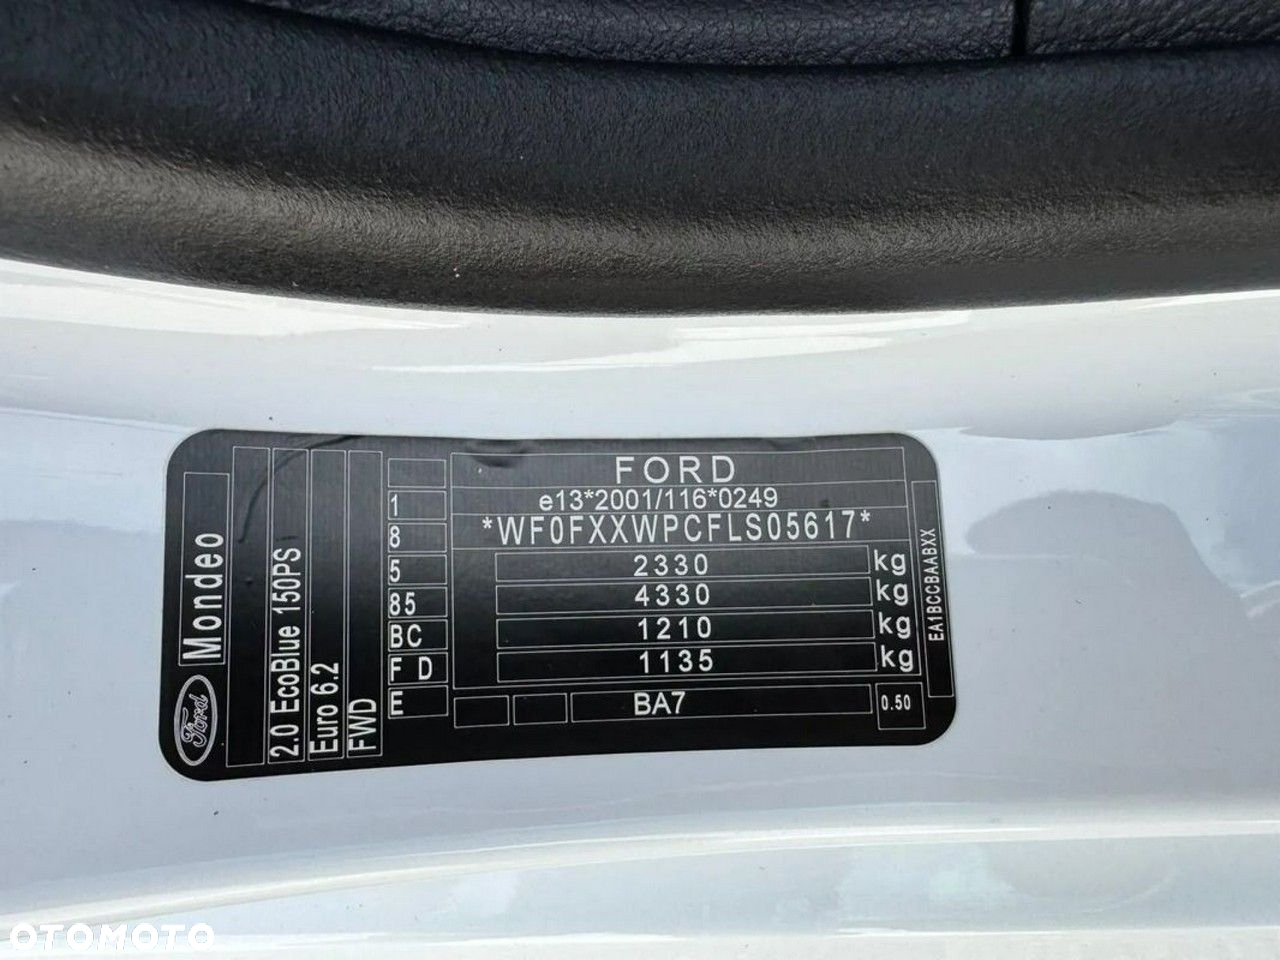 Ford
Mondeo
2.0 EcoBlue 150PS
Euro 6.2
FWD
1
8
5
85
BC
F D
E
FORD
e13*2001/116*0249
*WF0FXXWPCFLS05617*
2330 kg
4330 kg
1210 kg
1135 kg
BA7
0.50
EA1BCCBAABXX
OTOMOTO